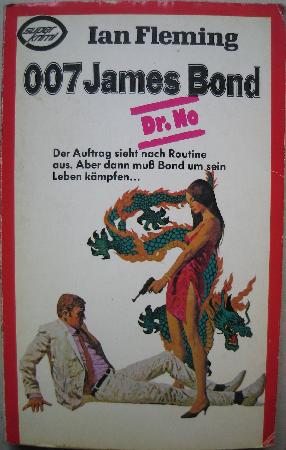 super
krimi
Ian Fleming
007 James Bond
Dr. No
Der Auftrag sieht nach Routine
aus. Aber dann muß Bond um sein
Leben kämpfen...